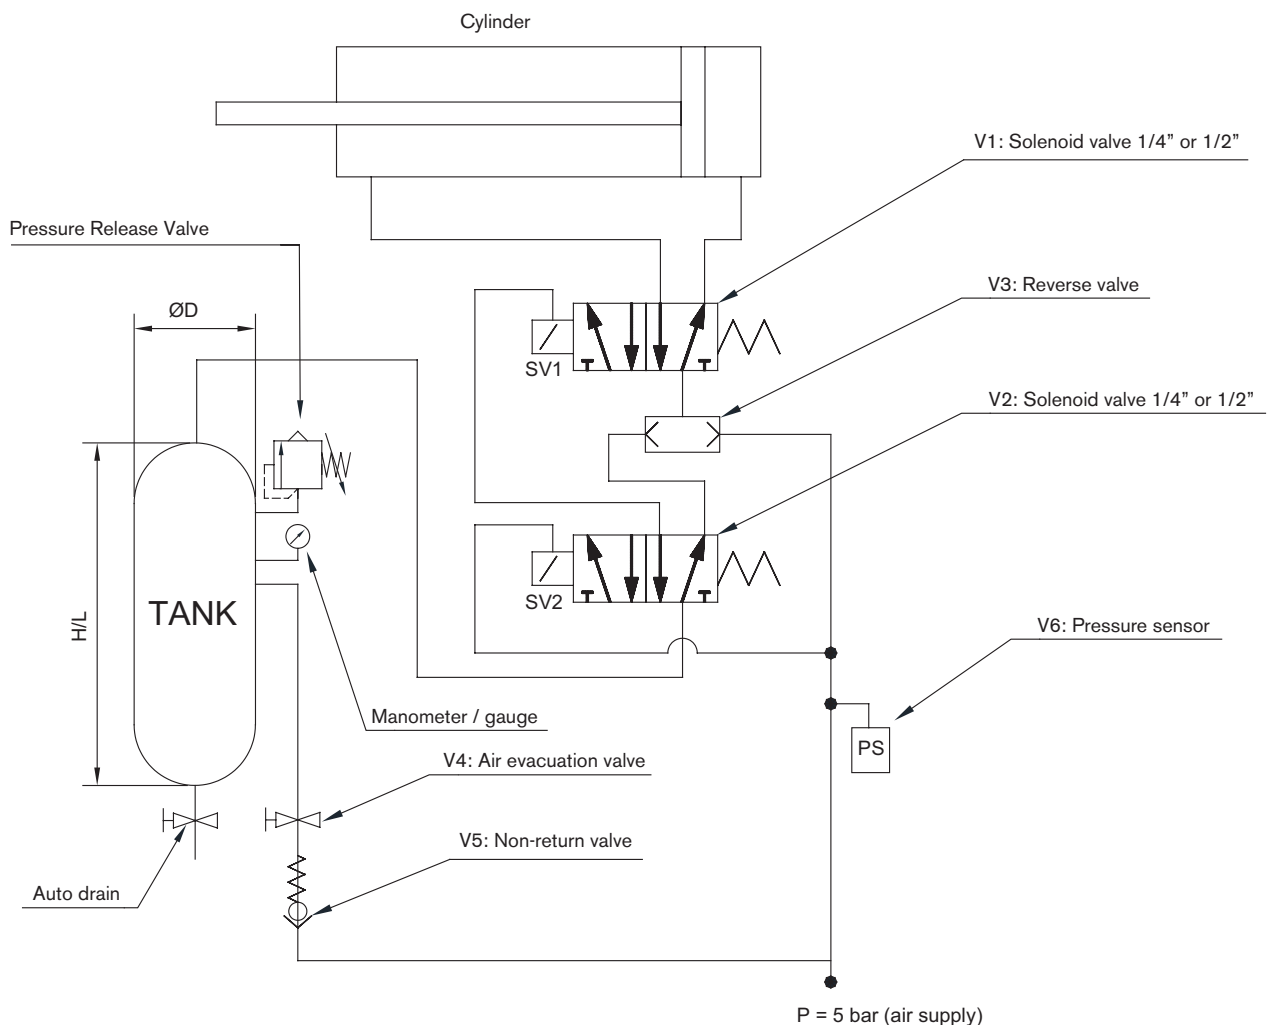 Cylinder
V1: Solenoid valve 1/4” or 1/2”
Pressure Release Valve
V3: Reverse valve
ØD
SV1
V2: Solenoid valve 1/4” or 1/2”
SV2
TANK
H/L
V6: Pressure sensor
Manometer / gauge
PS
V4: Air evacuation valve
V5: Non-return valve
Auto drain
P = 5 bar (air supply)